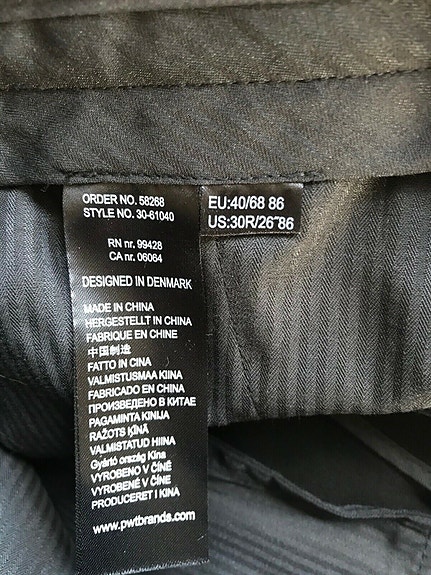 ORDER NO. 58268
STYLE NO. 30-61040
RN nr. 99428
CA nr. 06064
DESIGNED IN DENMARK
MADE IN CHINA
HERGESTELLT IN CHINA
FABRIQUE EN CHINE
中国制造
FATTO IN CINA
VALMISTUSMAA KIINA
FABRICADO EN CHINA
ПРОИЗВЕДЕНО В КИТАЕ
PAGAMINTA KINIJA
RAŽOTS ĶĪNĀ
VALMISTATUD HIINA
Gyártó ország Kína
VYROBENO V ČÍNĚ
VYROBENÉ V ČÍNE
PRODUCERET I KINA
www.pwtbrands.com
EU:40/68 86
US:30R/26~86